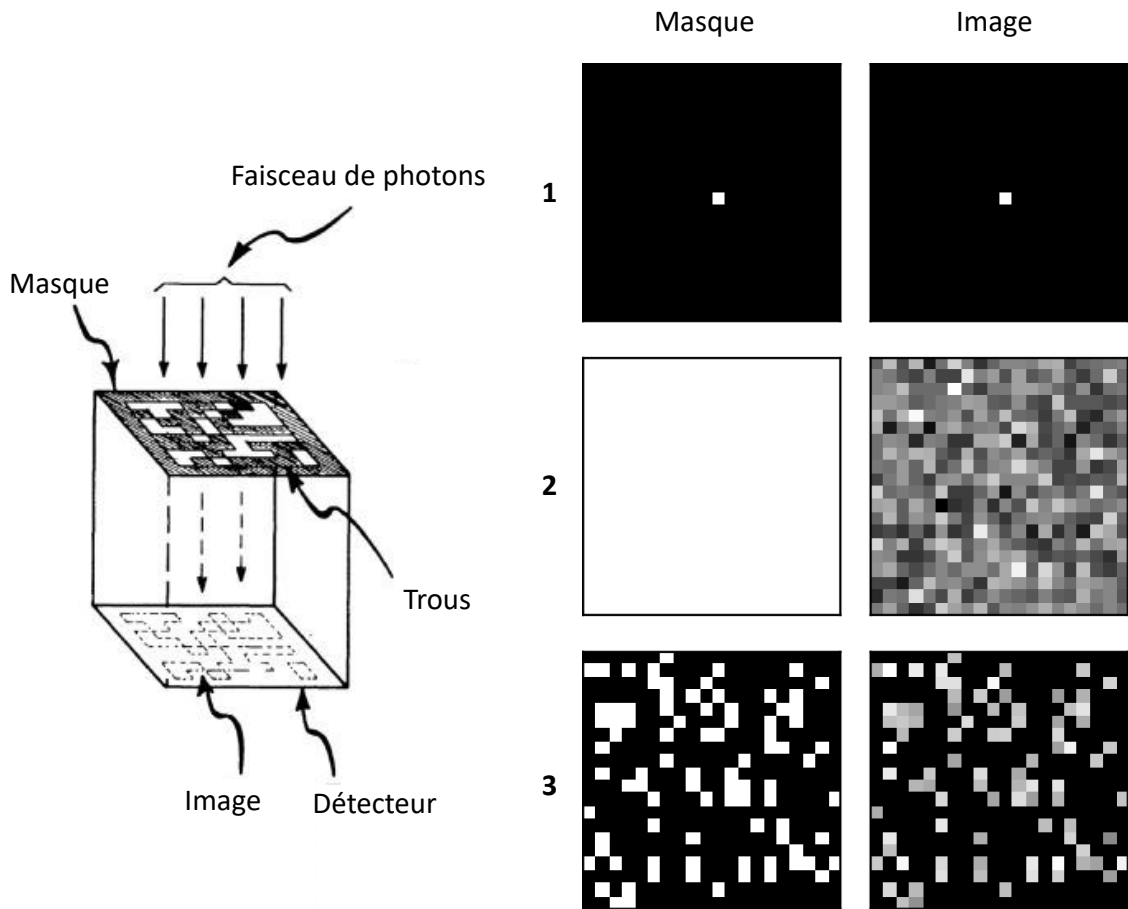 Masque
Image
Faisceau de photons
1
Masque
2
Trous
3
Image
Détecteur